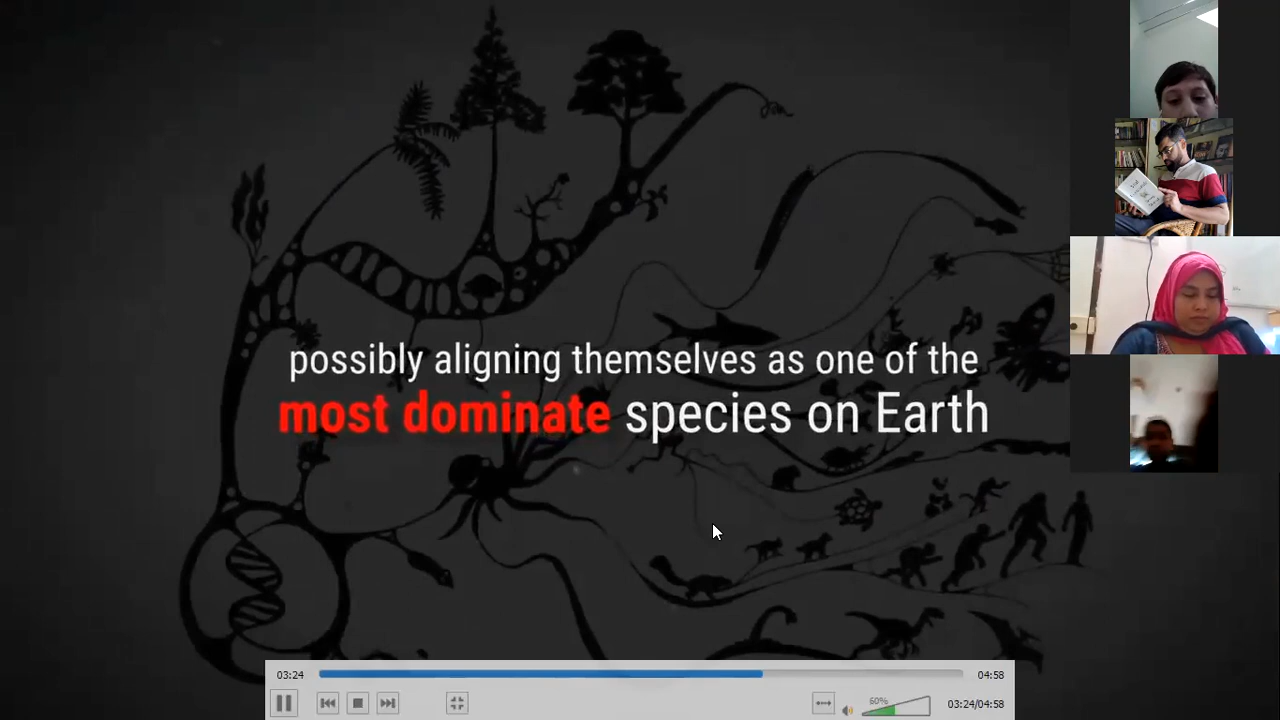 possibly aligning themselves as one of the
most dominate species on Earth
03:24
04:58
60%
03:24/04:58